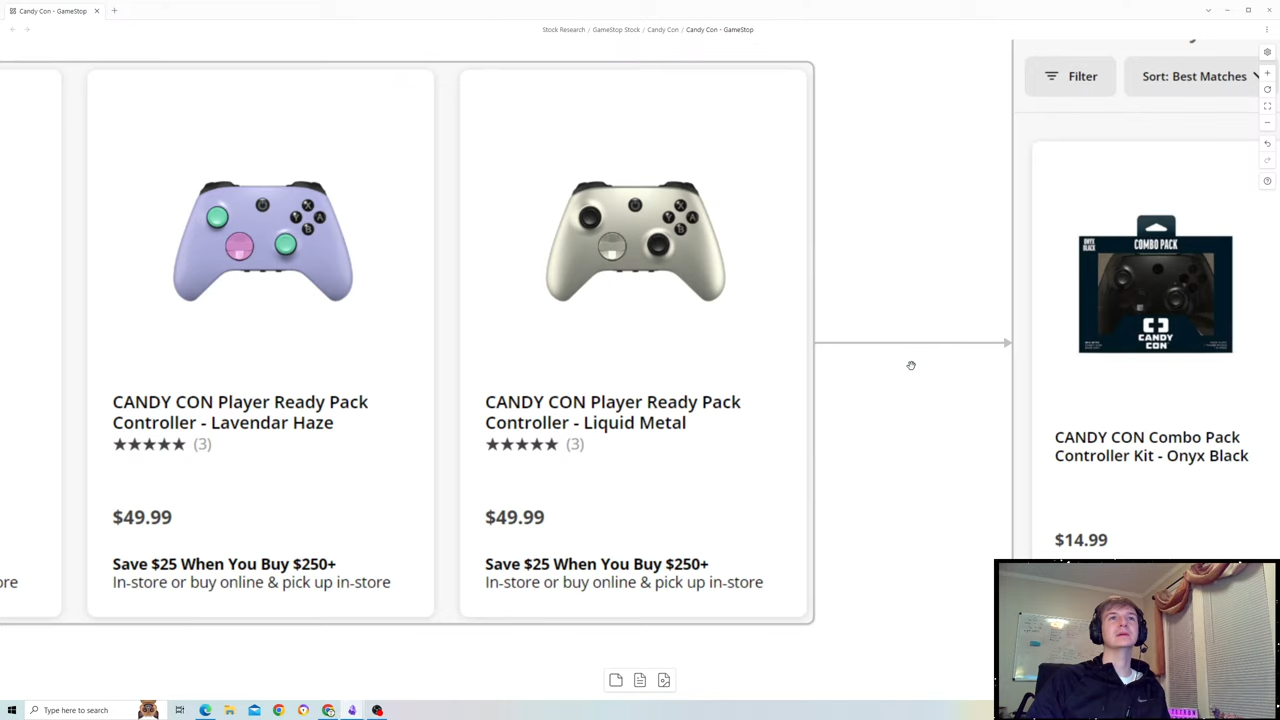 Candy Con - GameStop
Stock Research / GameStop Stock / Candy Con / Candy Con - GameStop
Filter
Sort: Best Matches
ONYX BLACK
COMBO PACK
CANDY CON
CANDY CON Player Ready Pack
Controller - Lavendar Haze
(3)
$49.99
Save $25 When You Buy $250+
In-store or buy online & pick up in-store
CANDY CON Player Ready Pack
Controller - Liquid Metal
(3)
$49.99
Save $25 When You Buy $250+
In-store or buy online & pick up in-store
CANDY CON Combo Pack
Controller Kit - Onyx Black
$14.99
Type here to search